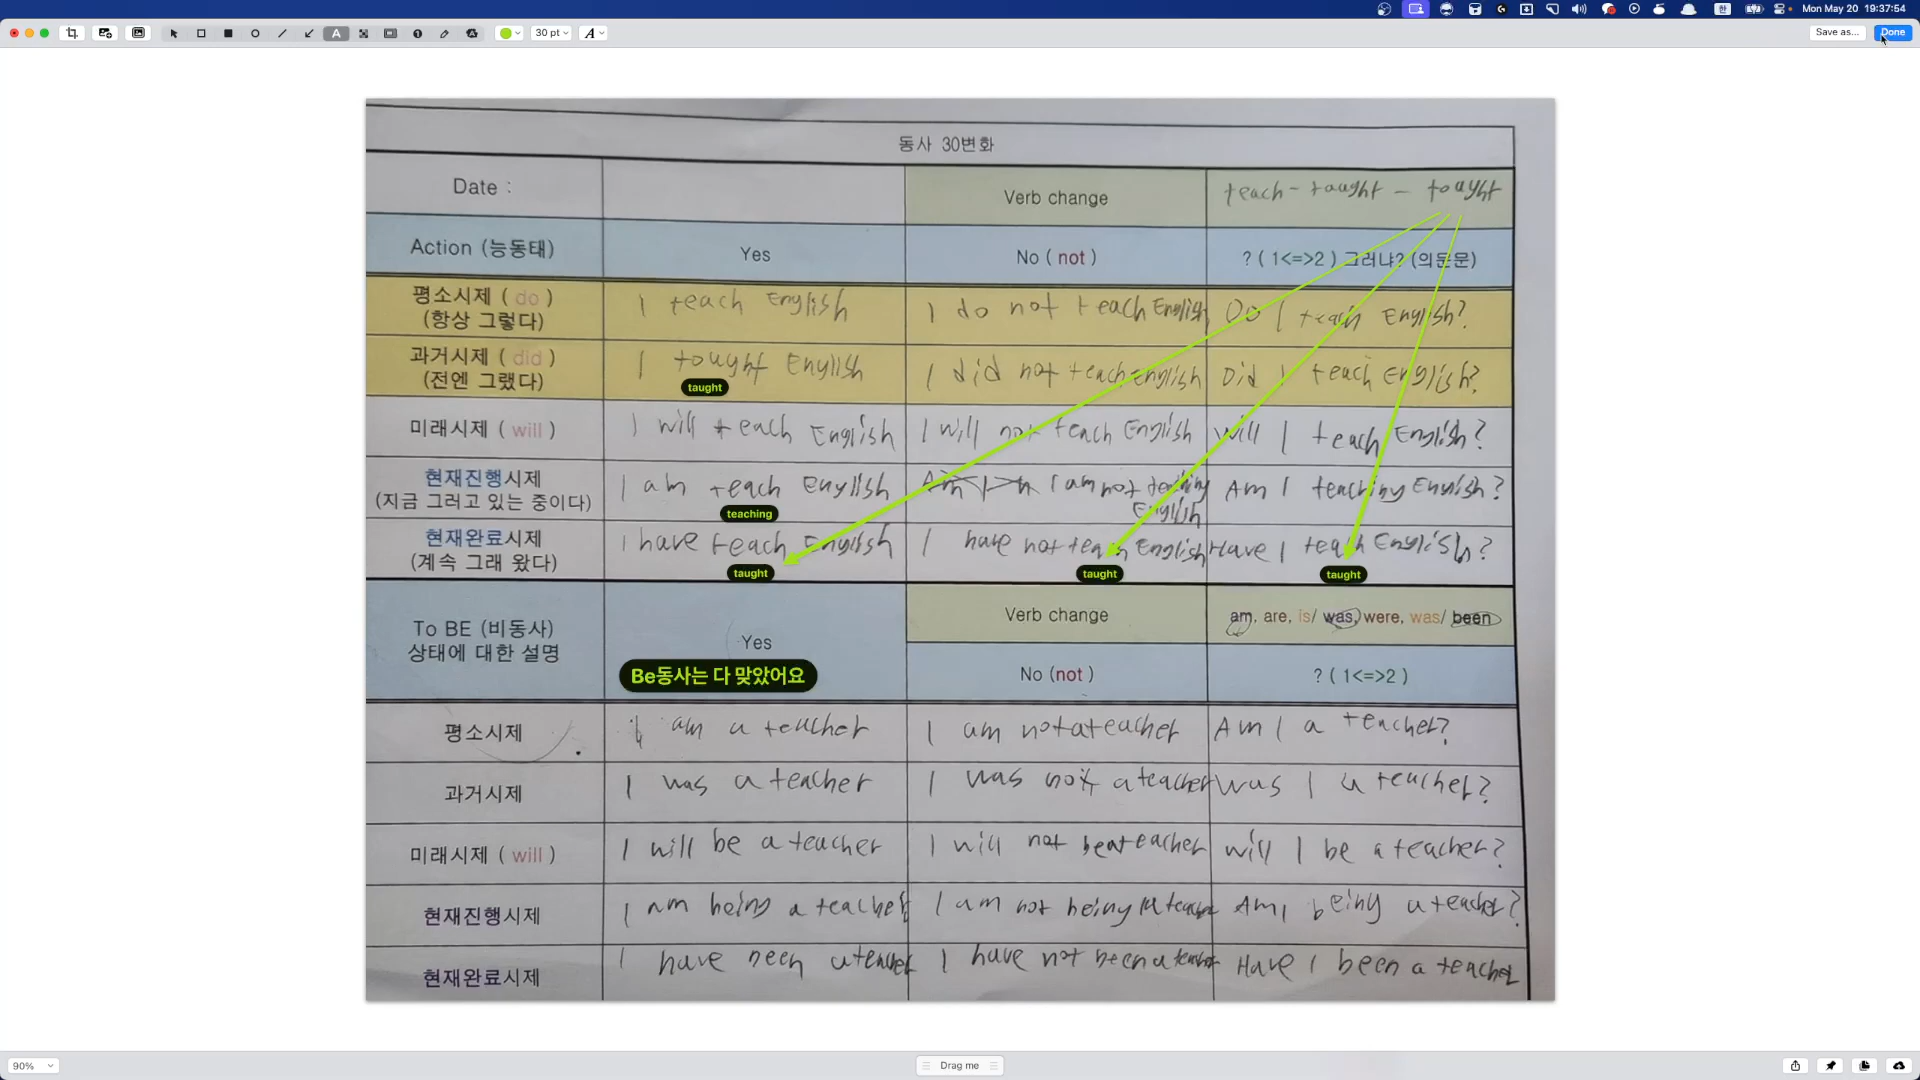 Mon May 20 19:37:54
A
30 pt
A
Save as...
Done
동사 30변화
Date :
Verb change
teach - taught - tought
Action (능동태)
Yes
No ( not )
? ( 1<=>2 ) 그러냐? (의문문)
평소시제 ( do )
(항상 그렇다)
I teach English
I do not teach English
Do I teach English?
과거시제 ( did )
(전엔 그랬다)
I tought English
taught
I did not teach english
Did I teach english?
미래시제 ( will )
I will teach English
I will not teach English
Will I teach English?
현재진행시제
(지금 그러고 있는 중이다)
I am teach English
teaching
I am not teaching
English
Am I teaching English?
현재완료시제
(계속 그래 왔다)
I have teach English
taught
I have not teach English
taught
Have I teach English?
taught
To BE (비동사)
상태에 대한 설명
Yes
Be동사는 다 맞았어요
Verb change
am, are, is/ was, were, was/ been
No (not )
? ( 1<=>2 )
평소시제
I am a teacher
I am not a teacher
Am I a teacher?
과거시제
I was a teacher
I was not a teacher
Was I a teacher?
미래시제 ( will )
I will be a teacher
I will not be a teacher
will I be a teacher?
현재진행시제
I am being a teacher
I am not being a teacher
Am I being a teacher?
현재완료시제
I have been a teacher
I have not been a teacher
Have I been a teacher
90%
Drag me